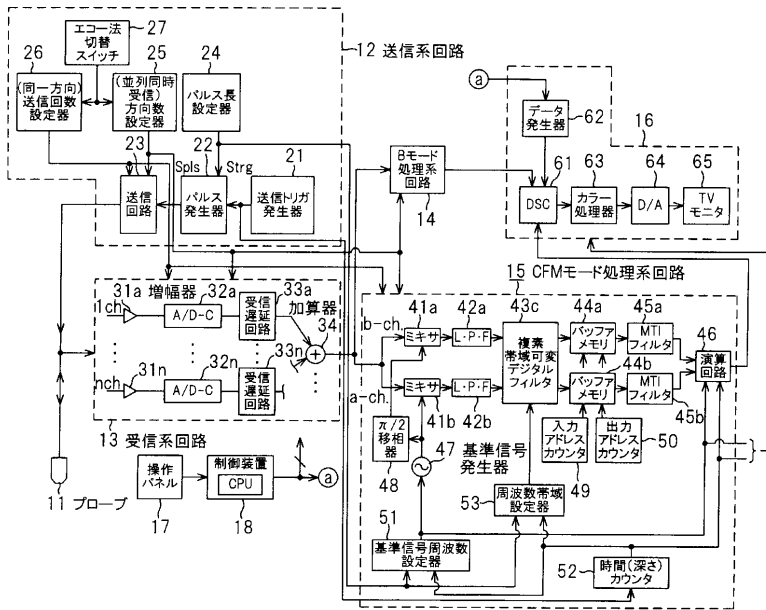 エコー法
切替
スイッチ
27
26
25
24
12 送信系回路
(同一方向)
送信回数
設定器
(並列同時
受信)
方向数
設定器
パルス長
設定器
23
Spls
22
Strg
21
送信
回路
パルス
発生器
送信トリガ
発生器
Bモード
処理系
回路
14
a
データ
発生器
62
16
61
63
64
65
DSC
カラー
処理器
D/A
TV
モニタ
15 CFMモード処理系回路
31a
増幅器
32a
33a
1ch
A/D-C
受信
遅延
回路
加算器
34
31n
32n
33n
nch
A/D-C
受信
遅延
回路
13 受信系回路
11 プローブ
操作
パネル
17
制御装置
CPU
18
a
b-ch.
a-ch.
41a
42a
43c
44a
45a
46
ミキサ
L・P・F
複素
帯域可変
デジタル
フィルタ
バッファ
メモリ
MTI
フィルタ
演算
回路
44b
ミキサ
L・P・F
バッファ
メモリ
MTI
フィルタ
41b
42b
45b
π/2
移相
器
48
47
基準信号
発生器
入力
アドレス
カウンタ
49
出力
アドレス
カウンタ
50
53
周波数帯域
設定器
51
基準信号周波数
設定器
52
時間(深さ)
カウンタ